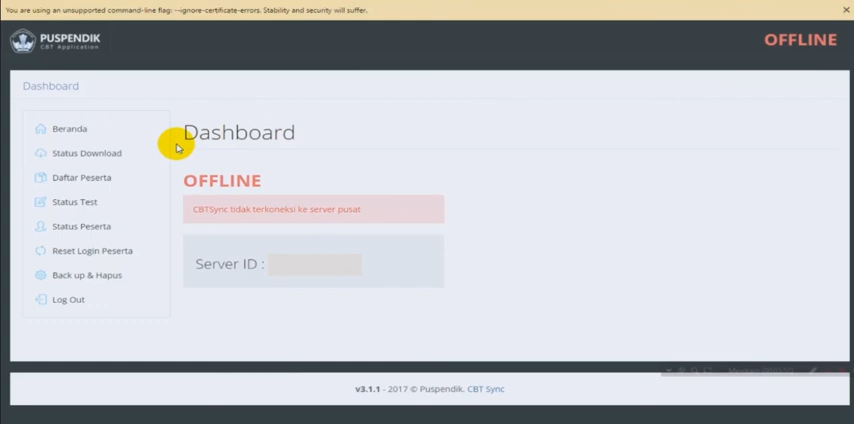 You are using an unsupported command-line flag: --ignore-certificate-errors. Stability and security will suffer.
PUSPENDIK
CBT Application
OFFLINE
Dashboard
Beranda
Status Download
Daftar Peserta
Status Test
Status Peserta
Reset Login Peserta
Back up & Hapus
Log Out
Dashboard
OFFLINE
CBTSync tidak terkoneksi ke server pusat
Server ID :
v3.1.1 - 2017 © Puspendik. CBT Sync